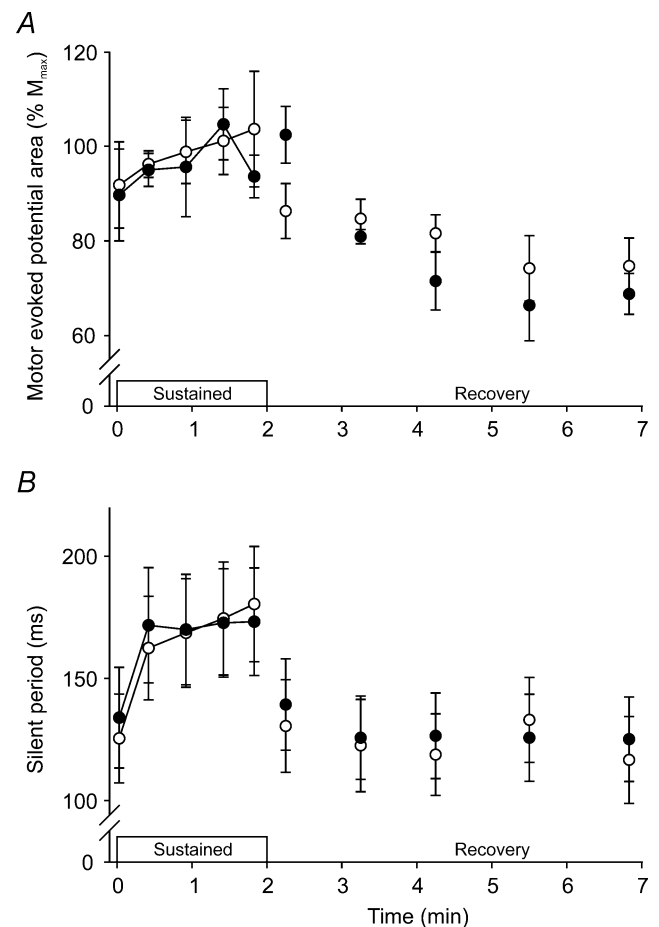 A
Motor evoked potential area (% Mmax)
120
100
80
60
0
Sustained
Recovery
0 1 2 3 4 5 6 7
B
Silent period (ms)
200
150
100
0
Sustained
Recovery
0 1 2 3 4 5 6 7
Time (min)